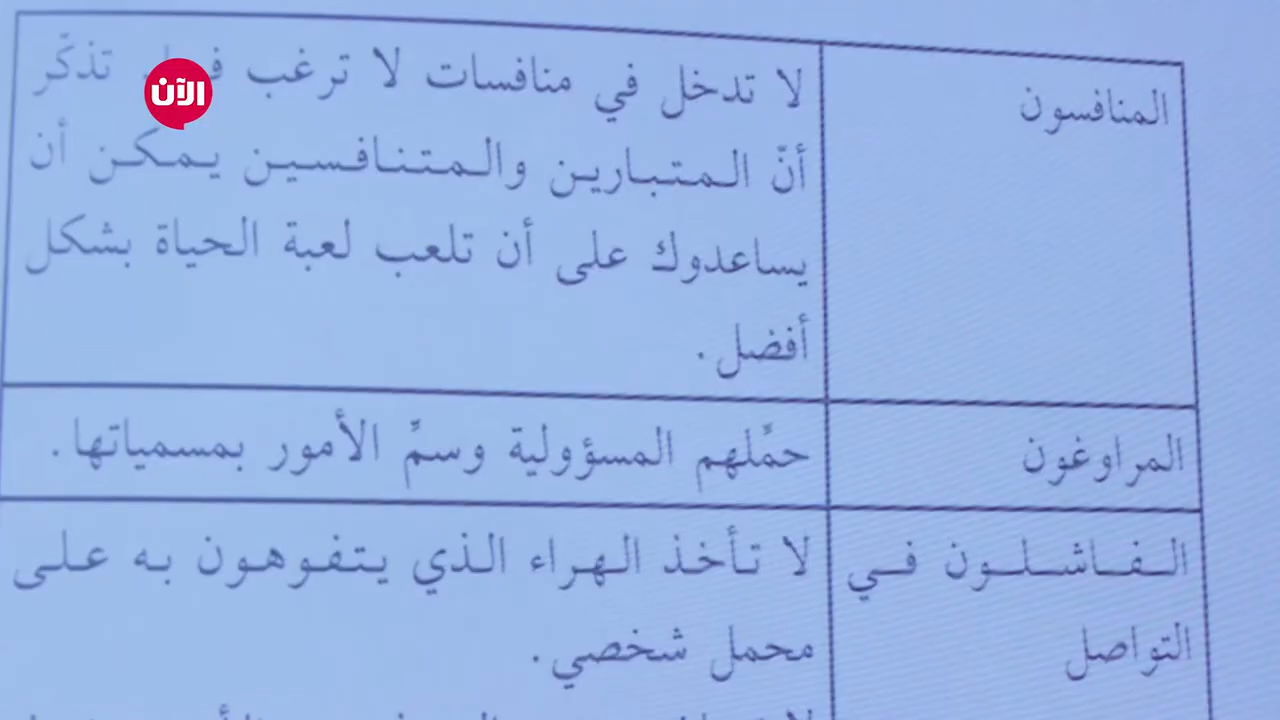 الآن
المنافسون
لا تدخل في منافسات لا ترغب تذكّر
أنّ المتبارين والمتنافسين يمكن أن
يساعدوك على أن تلعب لعبة الحياة بشكل
أفضل.
المراوغون
حمِّلهم المسؤولية وسمِّ الأمور بمسمياتها.
الفاشلون في
التواصل
لا تأخذ الهراء الذي يتفوهون به على
محمل شخصي.